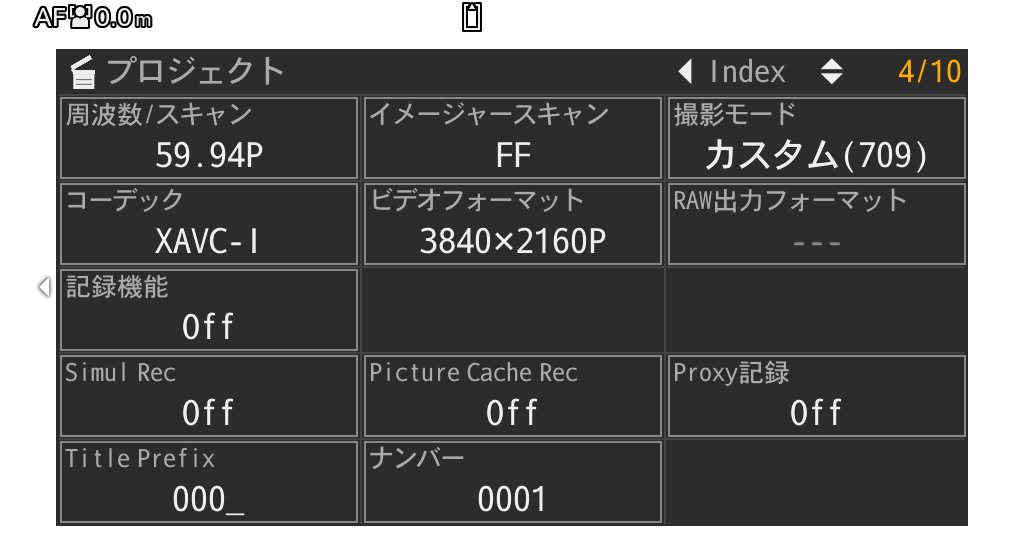 AF 0.0m
プロジェクト Index 4/10
周波数/スキャン イメージャースキャン 撮影モード
59.94P FF カスタム(709)
コーデック ビデオフォーマット RAW出力フォーマット
XAVC-I 3840×2160P ---
記録機能
Off
Simul Rec Picture Cache Rec Proxy記録
Off Off Off
Title Prefix ナンバー
000_ 0001